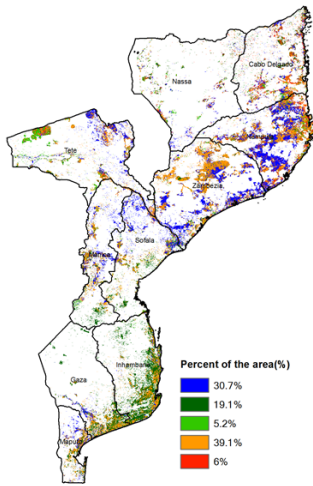 Cabo Delgado
Nassa
Nampula
Tete
Zambezia
Sofala
Manica
Inhambane
Gaza
Maputo
Percent of the area(%)
30.7%
19.1%
5.2%
39.1%
6%